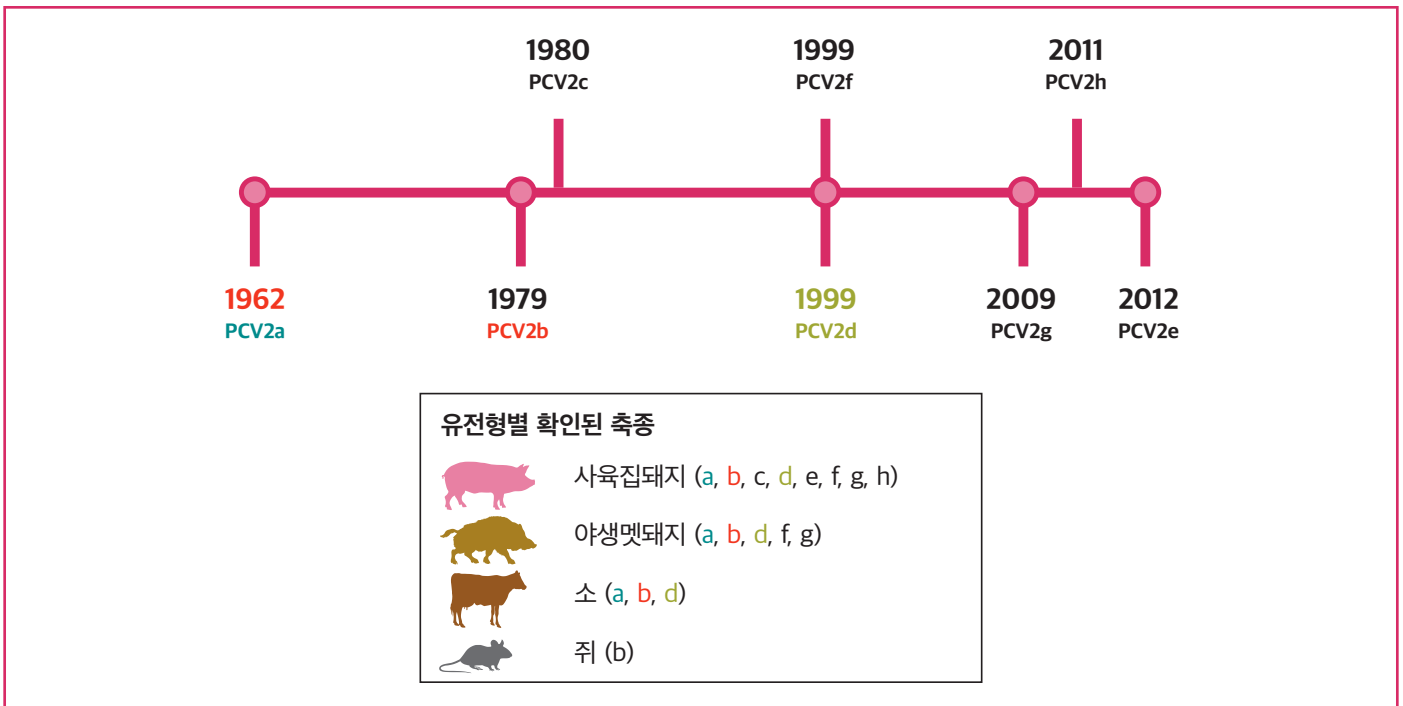 1980
PCV2c
1999
PCV2f
2011
PCV2h
1962
PCV2a
1979
PCV2b
1999
PCV2d
2009
PCV2g
2012
PCV2e
유전형별 확인된 축종
사육집돼지 (a, b, c, d, e, f, g, h)
야생멧돼지 (a, b, d, f, g)
소 (a, b, d)
쥐 (b)